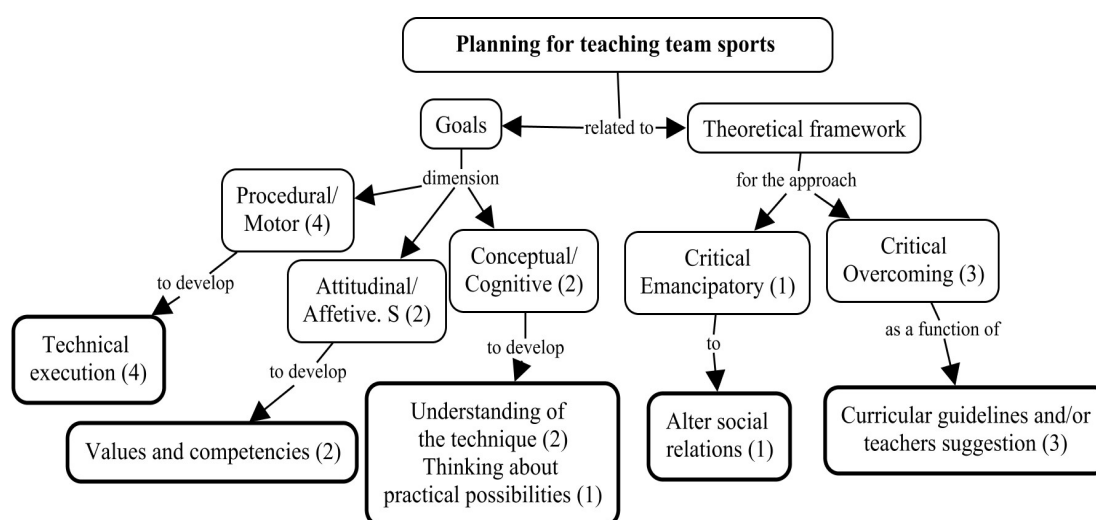 Planning for teaching team sports
Goals
related to
Theoretical framework
dimension
for the approach
Procedural/
Motor (4)
Attitudinal/
Affetive. S (2)
Conceptual/
Cognitive (2)
Critical
Emancipatory (1)
Critical
Overcoming (3)
to develop
to develop
to develop
to
as a function of
Technical
execution (4)
Values and competencies (2)
Understanding of
the technique (2)
Thinking about
practical possibilities (1)
Alter social
relations (1)
Curricular guidelines and/or
teachers suggestion (3)